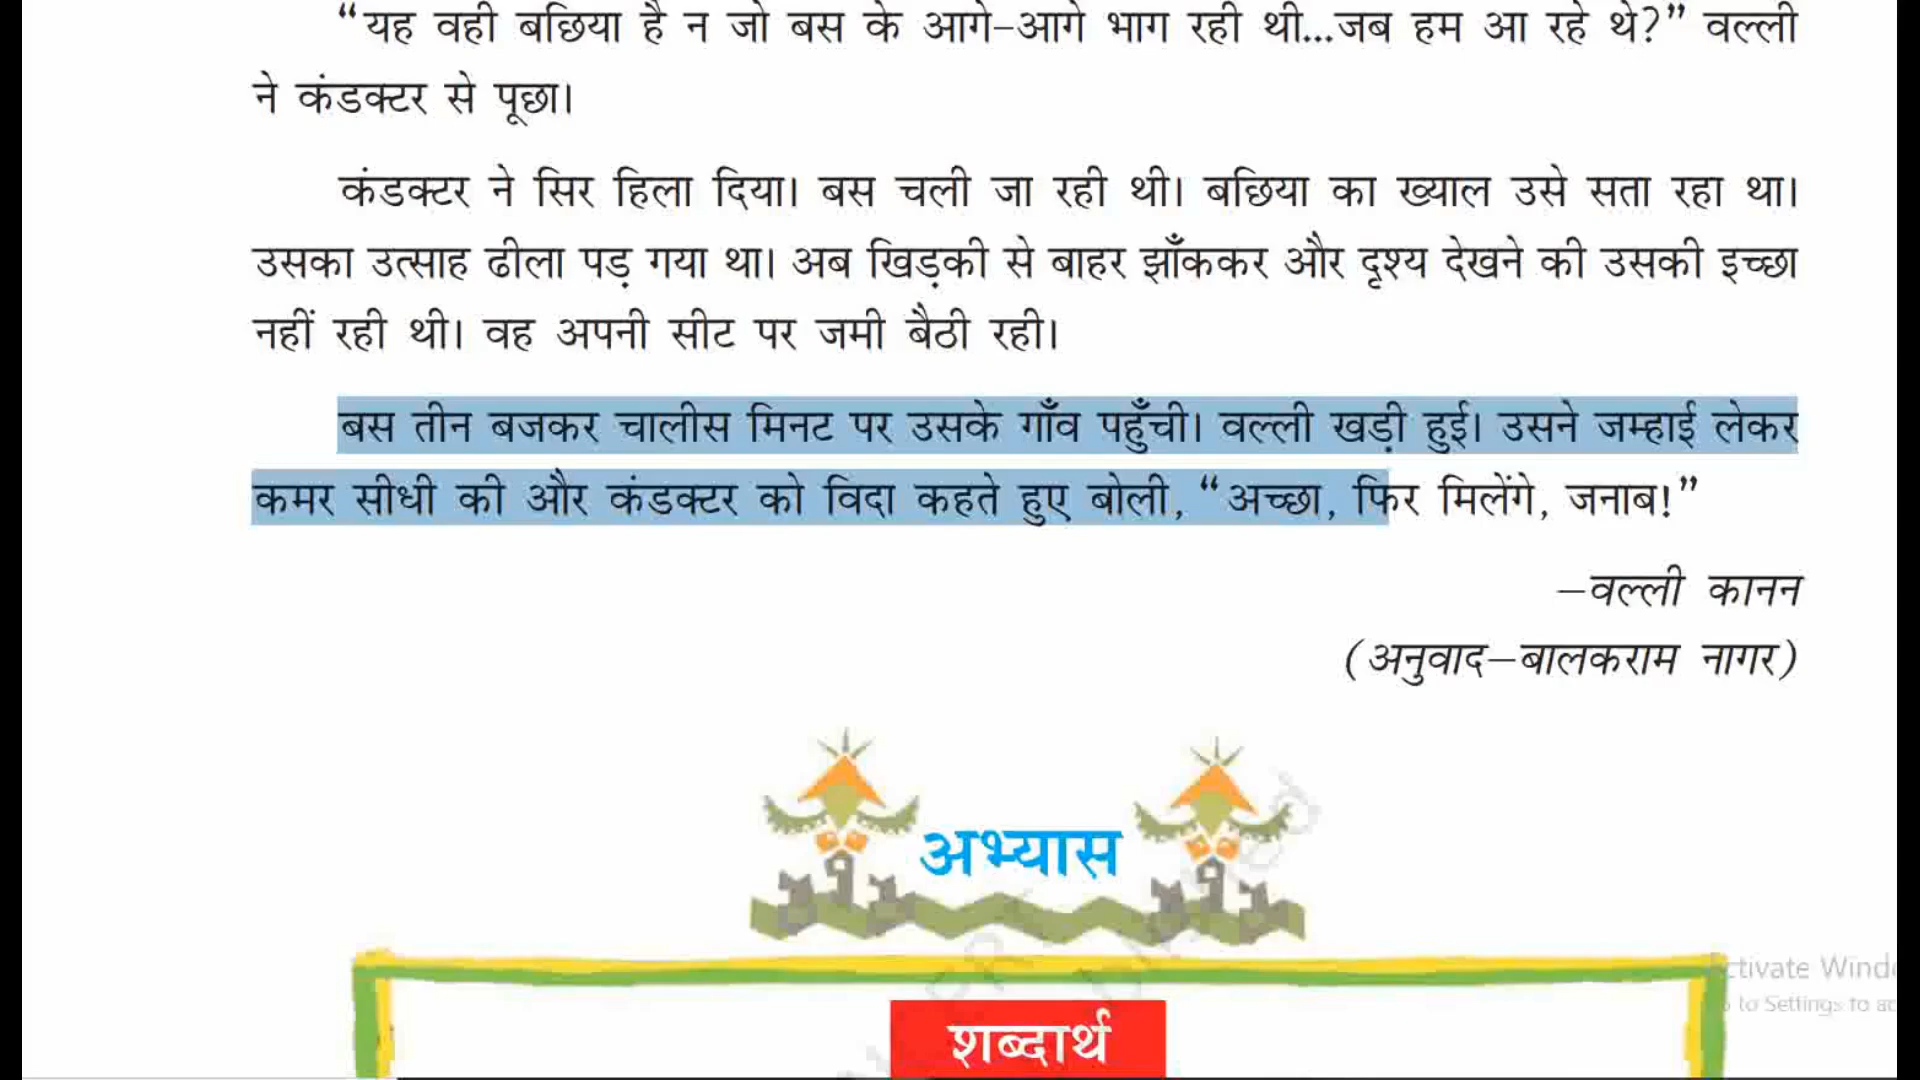 “यह वही बछिया है न जो बस के आगे-आगे भाग रही थी...जब हम आ रहे थे?” वल्ली
ने कंडक्टर से पूछा।
कंडक्टर ने सिर हिला दिया। बस चली जा रही थी। बछिया का ख्याल उसे सता रहा था।
उसका उत्साह ढीला पड़ गया था। अब खिड़की से बाहर झाँककर और दृश्य देखने की उसकी इच्छा
नहीं रही थी। वह अपनी सीट पर जमी बैठी रही।
बस तीन बजकर चालीस मिनट पर उसके गाँव पहुँची। वल्ली खड़ी हुई। उसने जम्हाई लेकर
कमर सीधी की और कंडक्टर को विदा कहते हुए बोली, “अच्छा, फिर मिलेंगे, जनाब!”
–वल्ली कानन
(अनुवाद–बालकराम नागर)
अभ्यास
शब्दार्थ